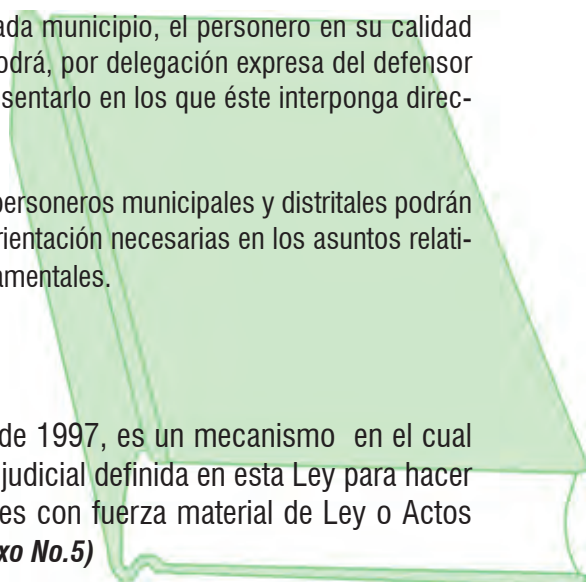 ada municipio, el personero en su calidad
odrá, por delegación expresa del defensor
sentarlo en los que éste interponga direc-
personeros municipales y distritales podrán
rientación necesarias en los asuntos relati-
amentales.
de 1997, es un mecanismo en el cual
judicial definida en esta Ley para hacer
es con fuerza material de Ley o Actos
xo No.5)